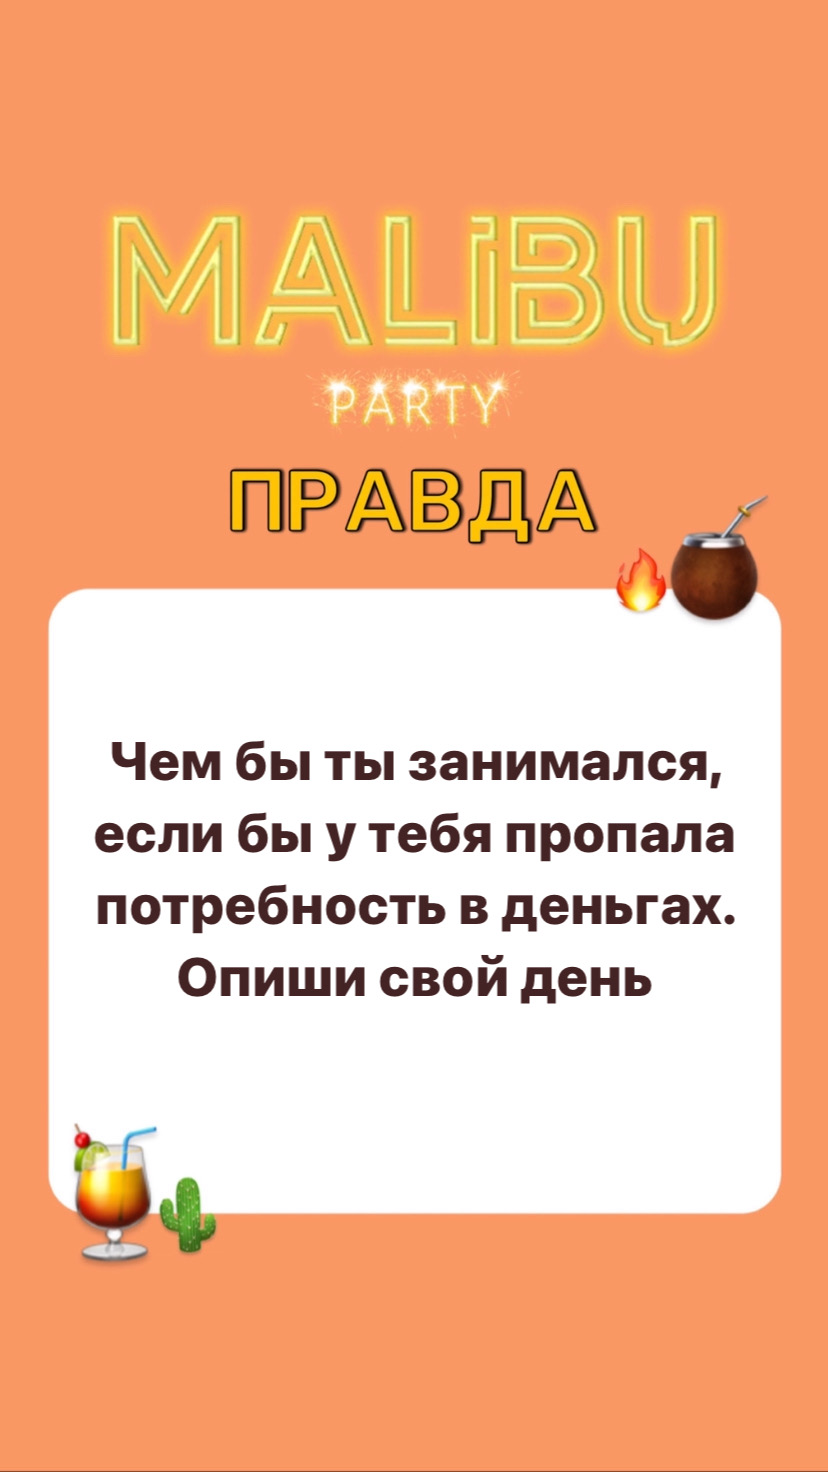 MALiBU
PARTY
ПРАВДА
Чем бы ты занимался,
если бы у тебя пропала
потребность в деньгах.
Опиши свой день